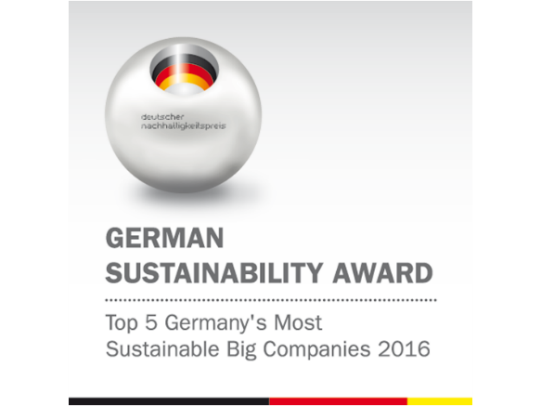 deutscher
nachhaltigkeitspreis
GERMAN
SUSTAINABILITY AWARD
Top 5 Germany's Most
Sustainable Big Companies 2016